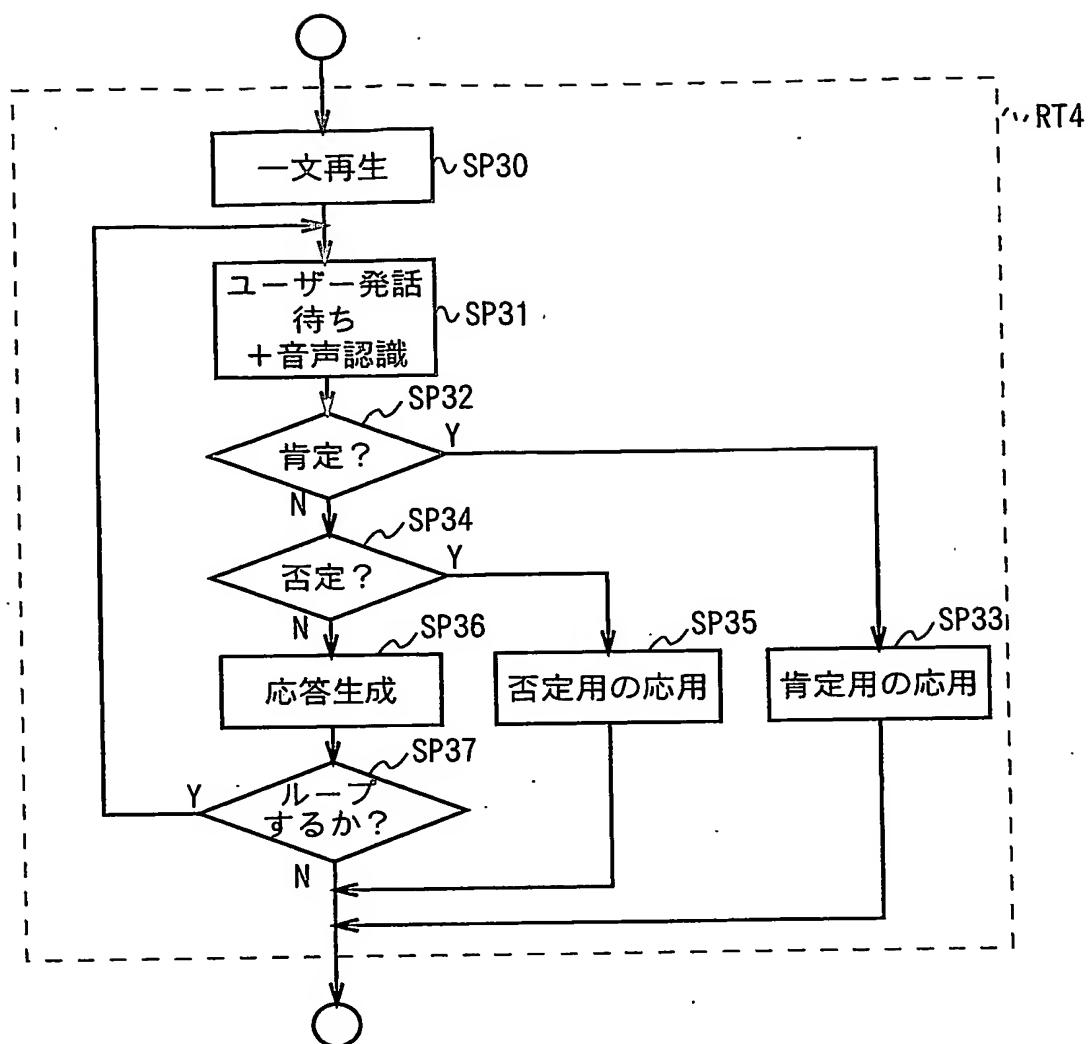 RT4
一文再生
SP30
ユーザー発話
待ち
+音声認識
SP31
SP32
肯定?
Y
N
SP34
否定?
Y
N
SP36
応答生成
SP35
否定用の応用
SP33
肯定用の応用
SP37
ループ
するか?
Y
N